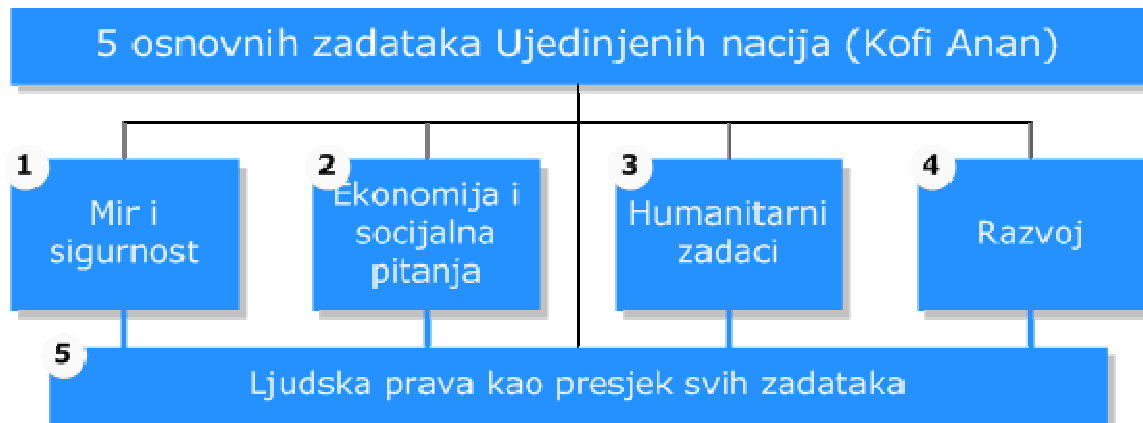 5 osnovnih zadataka Ujedinjenih nacija (Kofi Anan)
1
Mir i
sigurnost
2
Ekonomija i
socijalna
pitanja
3
Humanitarni
zadaci
4
Razvoj
5
Ljudska prava kao presjek svih zadataka